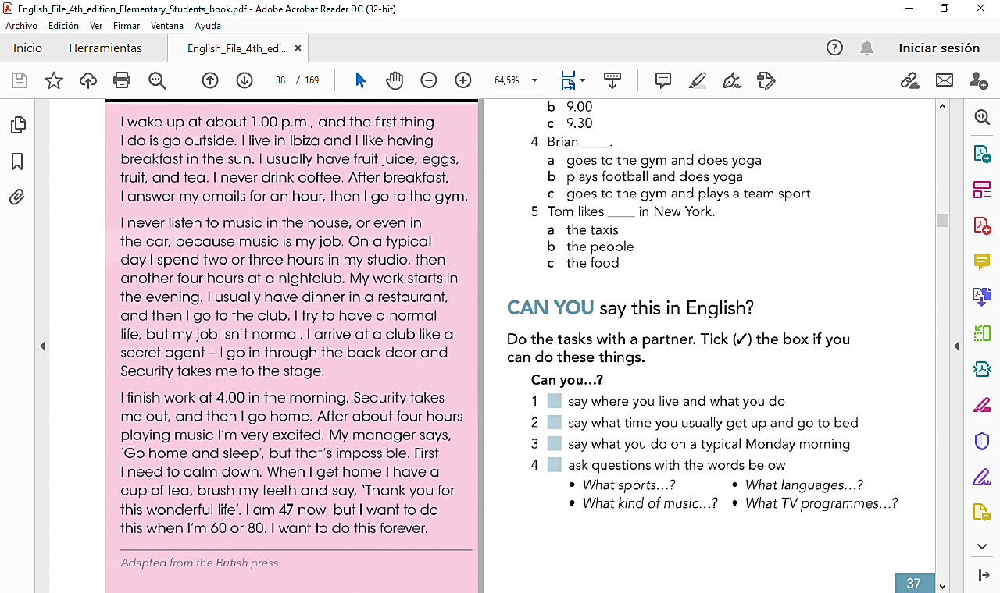 English_File_4th_edition_Elementary_Students_book.pdf - Adobe Acrobat Reader DC (32-bit)
Archivo Edición Ver Firmar Ventana Ayuda
Inicio Herramientas English_File_4th_edi... × Iniciar sesión
38 / 169 64,5%
I wake up at about 1.00 p.m., and the first thing
I do is go outside. I live in Ibiza and I like having
breakfast in the sun. I usually have fruit juice, eggs,
fruit, and tea. I never drink coffee. After breakfast,
I answer my emails for an hour, then I go to the gym.
I never listen to music in the house, or even in
the car, because music is my job. On a typical
day I spend two or three hours in my studio, then
another four hours at a nightclub. My work starts in
the evening. I usually have dinner in a restaurant,
and then I go to the club. I try to have a normal
life, but my job isn't normal. I arrive at a club like a
secret agent – I go in through the back door and
Security takes me to the stage.
I finish work at 4.00 in the morning. Security takes
me out, and then I go home. After about four hours
playing music I'm very excited. My manager says,
'Go home and sleep', but that's impossible. First
I need to calm down. When I get home I have a
cup of tea, brush my teeth and say, 'Thank you for
this wonderful life'. I am 47 now, but I want to do
this when I'm 60 or 80. I want to do this forever.
Adapted from the British press
b 9.00
c 9.30
4 Brian ____.
a goes to the gym and does yoga
b plays football and does yoga
c goes to the gym and plays a team sport
5 Tom likes ____ in New York.
a the taxis
b the people
c the food
CAN YOU say this in English?
Do the tasks with a partner. Tick (✓) the box if you
can do these things.
Can you...?
1 say where you live and what you do
2 say what time you usually get up and go to bed
3 say what you do on a typical Monday morning
4 ask questions with the words below
• What sports...? • What languages...?
• What kind of music...? • What TV programmes...?
37